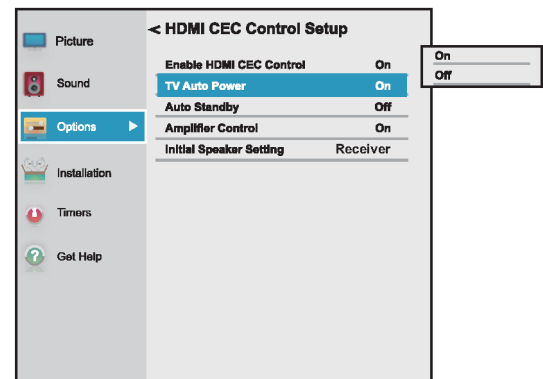 Picture
Sound
Options
Installation
Timers
Get Help
< HDMI CEC Control Setup
Enable HDMI CEC Control On
TV Auto Power On
Auto Standby Off
Amplifier Control On
Initial Speaker Setting Receiver
On
Off